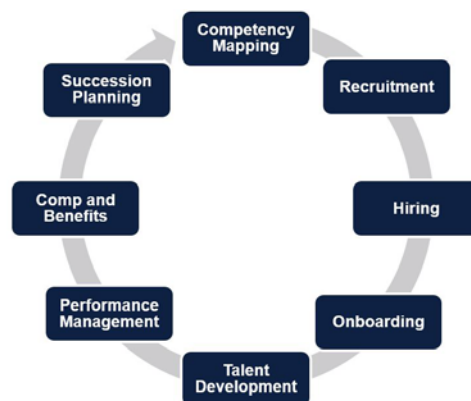 Competency
Mapping
Recruitment
Hiring
Onboarding
Talent
Development
Performance
Management
Comp and
Benefits
Succession
Planning